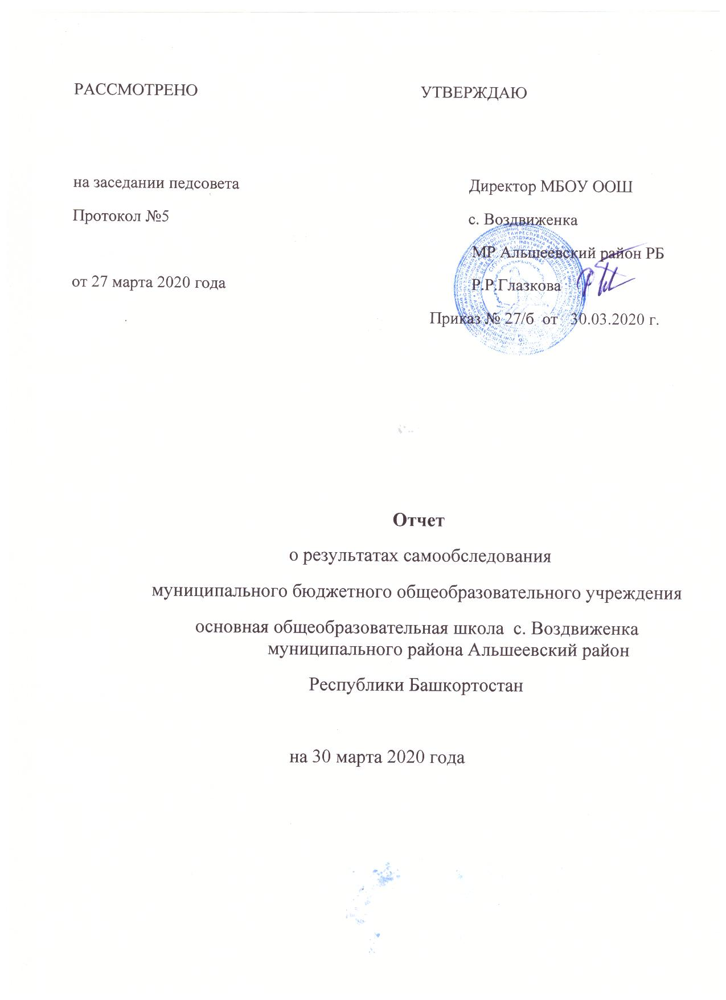 РАССМОТРЕНО
УТВЕРЖДАЮ
на заседании педсовета
Директор МБОУ ООШ
Протокол №5
с. Воздвиженка
МР Альшеевский район РБ
от 27 марта 2020 года
Р.Р.Глазкова
Приказ № 27/б от 30.03.2020 г.
Отчет
о результатах самообследования
муниципального бюджетного общеобразовательного учреждения
основная общеобразовательная школа с. Воздвиженка
муниципального района Альшеевский район
Республики Башкортостан
на 30 марта 2020 года